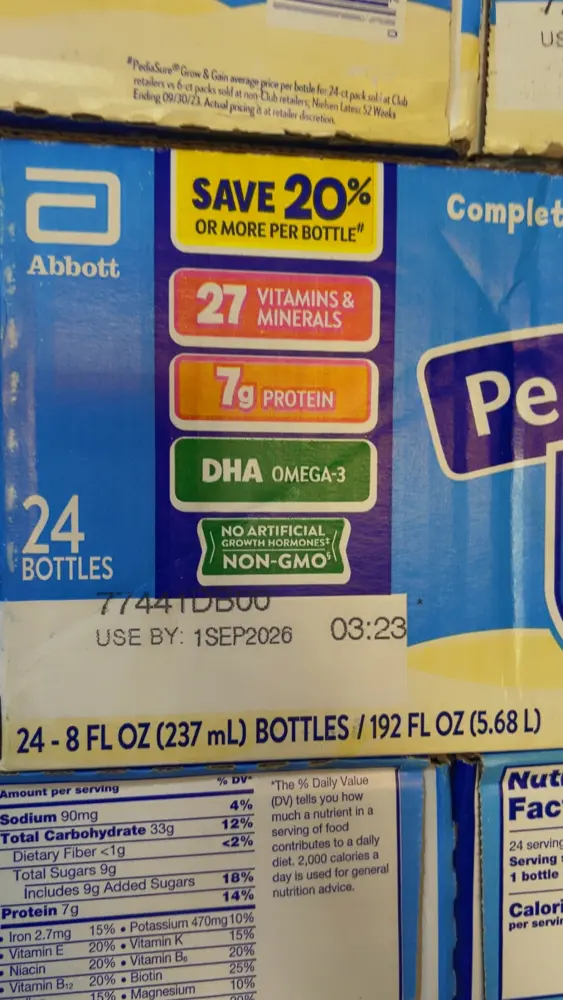 #PediaSure® Grow & Gain average price per bottle for 24-ct pack sold at Club
retailers vs 6-ct packs sold at non-Club retailers; Nielsen Latest 52 Weeks
Ending 09/30/23. Actual pricing is at retailer discretion.
US
Abbott
SAVE 20%
OR MORE PER BOTTLE#
27 VITAMINS &
MINERALS
7g PROTEIN
DHA OMEGA-3
NO ARTIFICIAL
GROWTH HORMONES‡
NON-GMO§
Complet
Pe
24
BOTTLES
77441DB00
USE BY: 1SEP2026 03:23
24 - 8 FL OZ (237 mL) BOTTLES / 192 FL OZ (5.68 L)
Amount per serving % DV*
Sodium 90mg 4%
Total Carbohydrate 33g 12%
Dietary Fiber <1g <2%
Total Sugars 9g
Includes 9g Added Sugars 18%
Protein 7g 14%
• Iron 2.7mg 15% • Potassium 470mg 10%
• Vitamin E 20% • Vitamin K 15%
• Niacin 20% • Vitamin B₆ 20%
• Vitamin B₁₂ 20% • Biotin 25%
15% • Magnesium 10%
20%
*The % Daily Value
(DV) tells you how
much a nutrient in a
serving of food
contributes to a daily
diet. 2,000 calories a
day is used for general
nutrition advice.
Nutr
Fac
24 serving
Serving
1 bottle
Calori
per servin